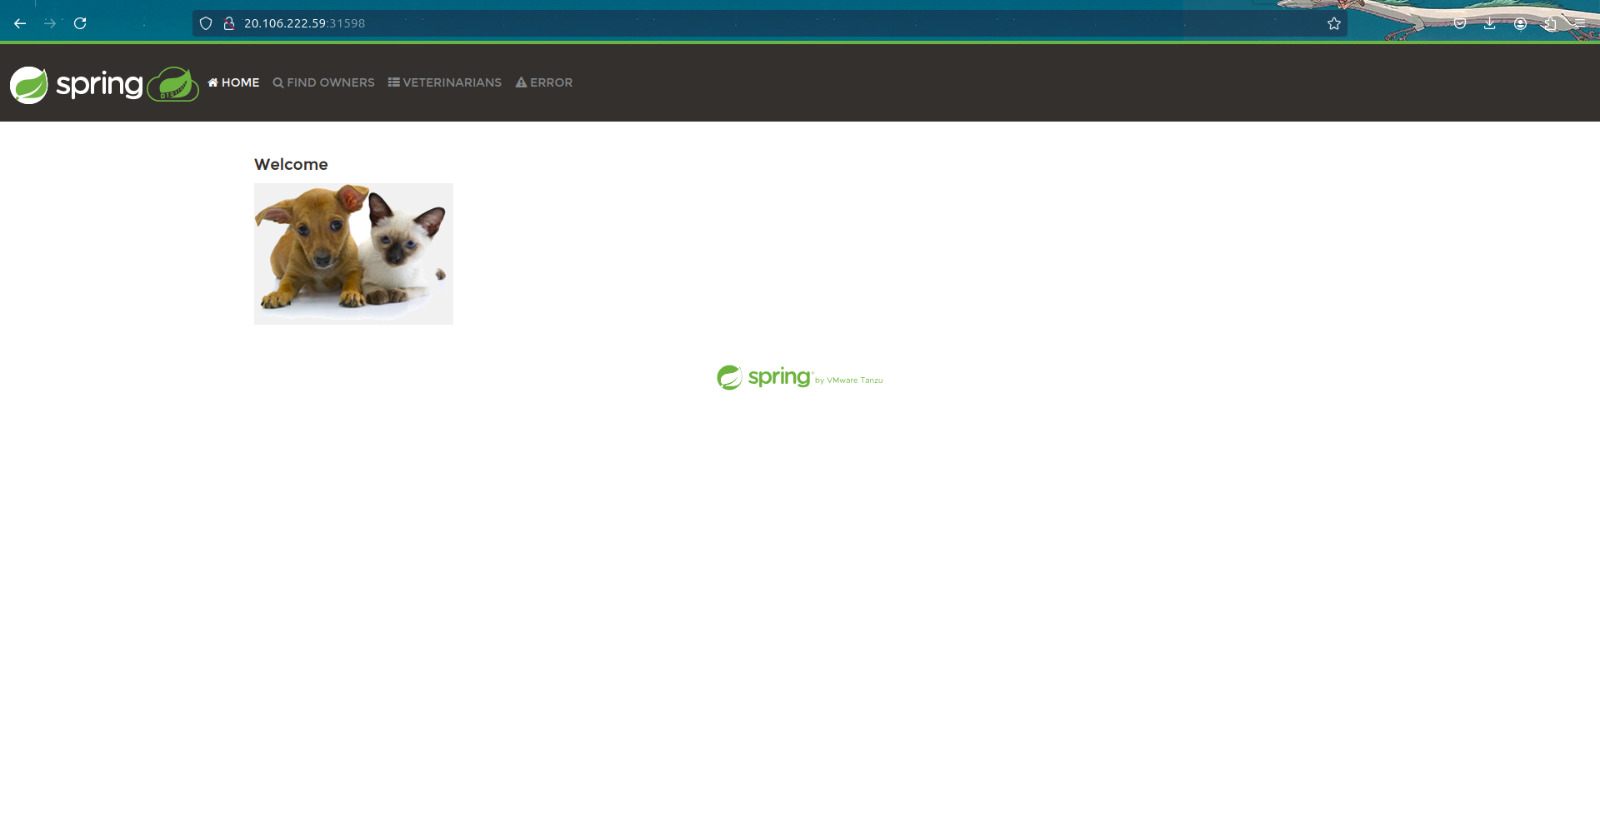 20.106.222.59:31598
spring
HOME
FIND OWNERS
VETERINARIANS
ERROR
Welcome
spring by VMware Tanzu